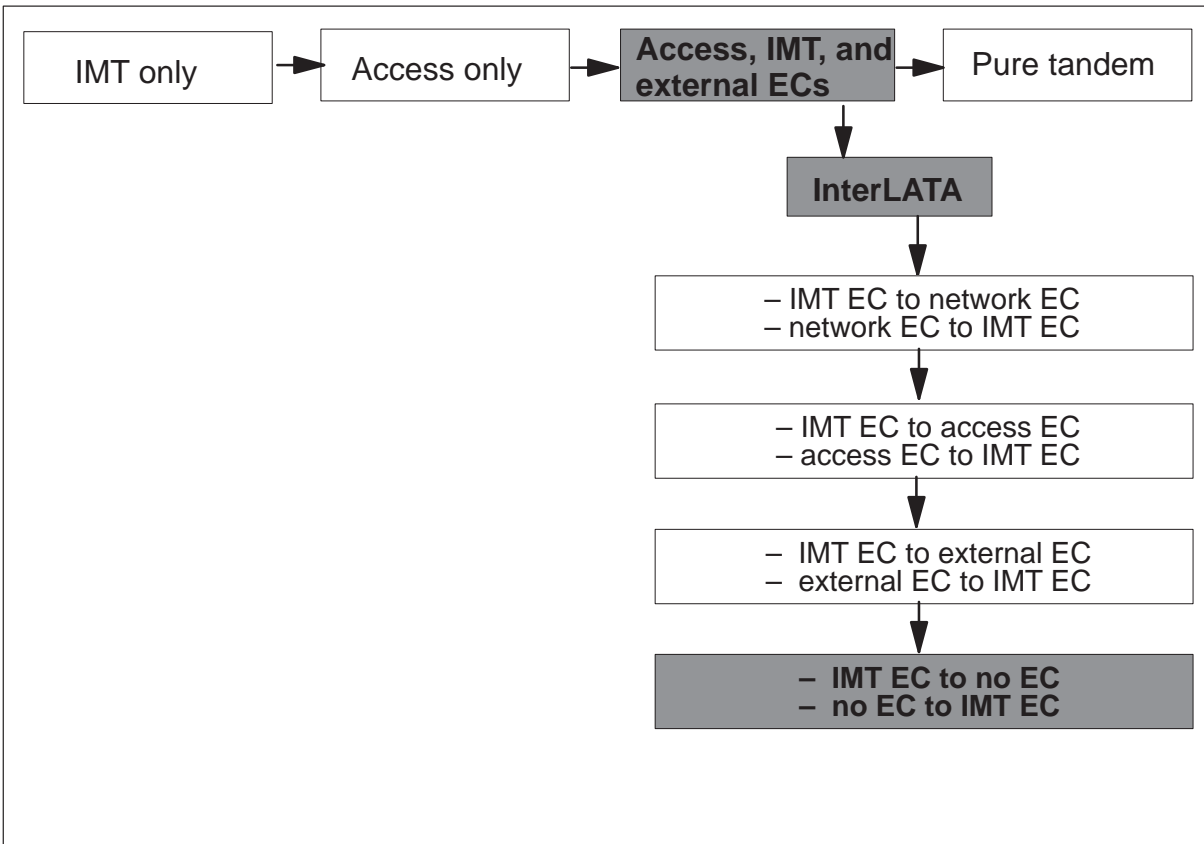 IMT only
Access only
Access, IMT, and
external ECs
Pure tandem
InterLATA
– IMT EC to network EC
– network EC to IMT EC
– IMT EC to access EC
– access EC to IMT EC
– IMT EC to external EC
– external EC to IMT EC
– IMT EC to no EC
– no EC to IMT EC